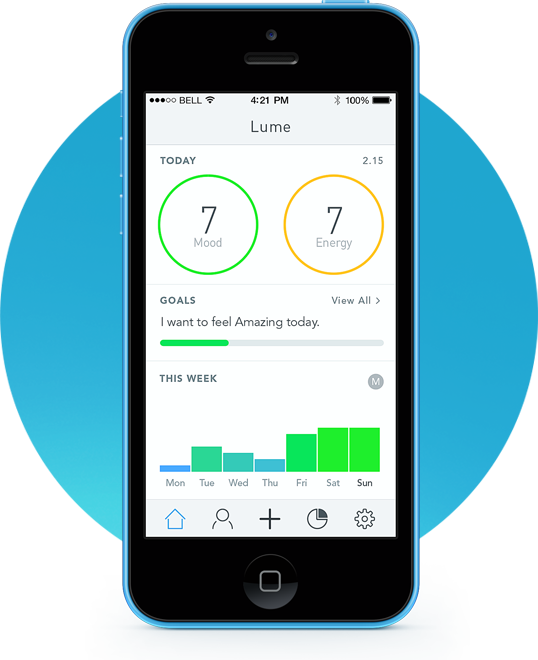 BELL 4:21 PM 100%
Lume
TODAY 2.15
7 7
Mood Energy
GOALS View All >
I want to feel Amazing today.
THIS WEEK M
Mon Tue Wed Thu Fri Sat Sun